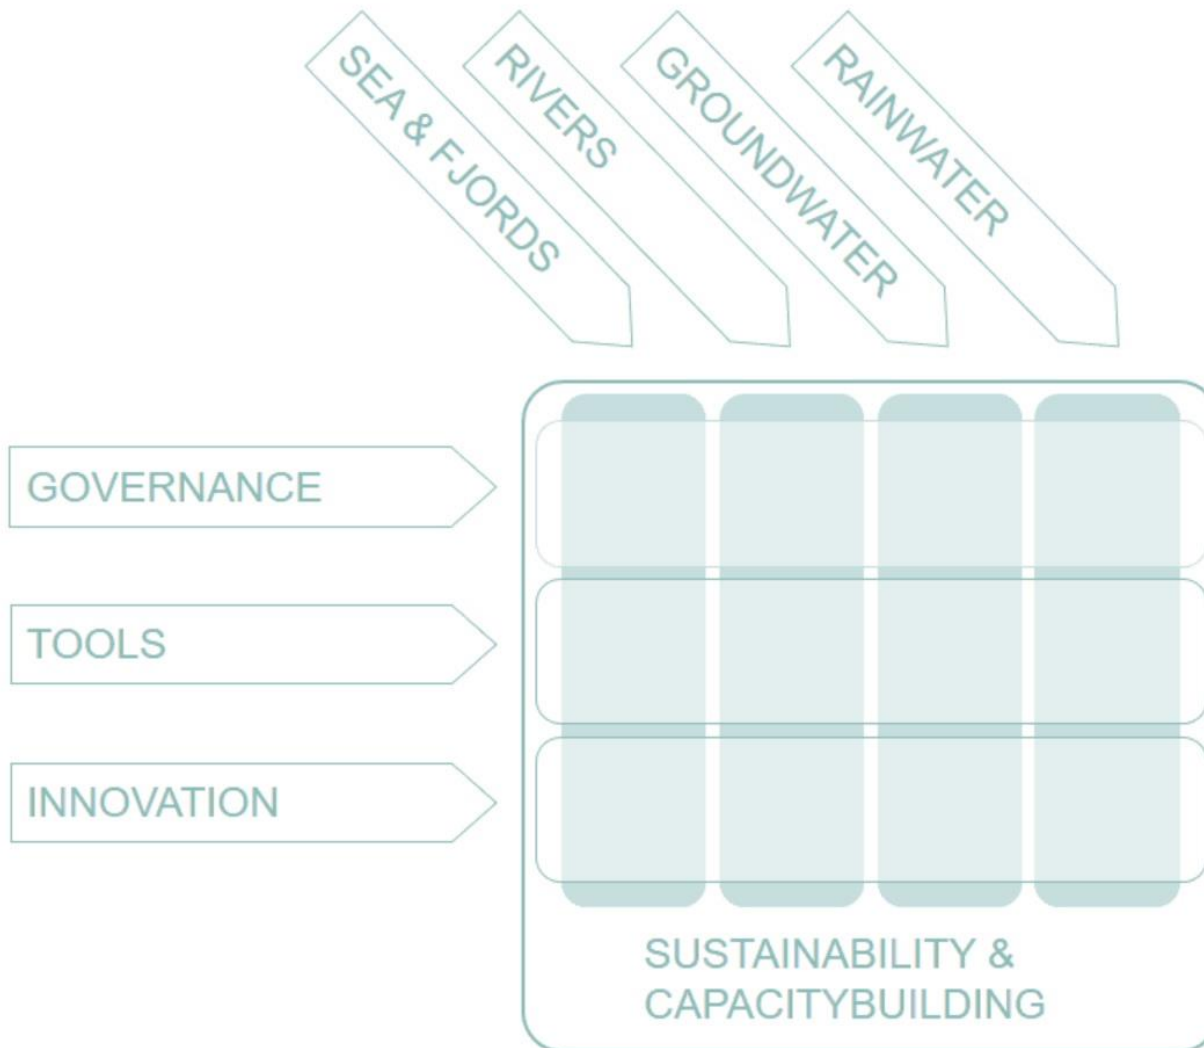 SEA & FJORDS
RIVERS
GROUNDWATER
RAINWATER
GOVERNANCE
TOOLS
INNOVATION
SUSTAINABILITY &
CAPACITYBUILDING